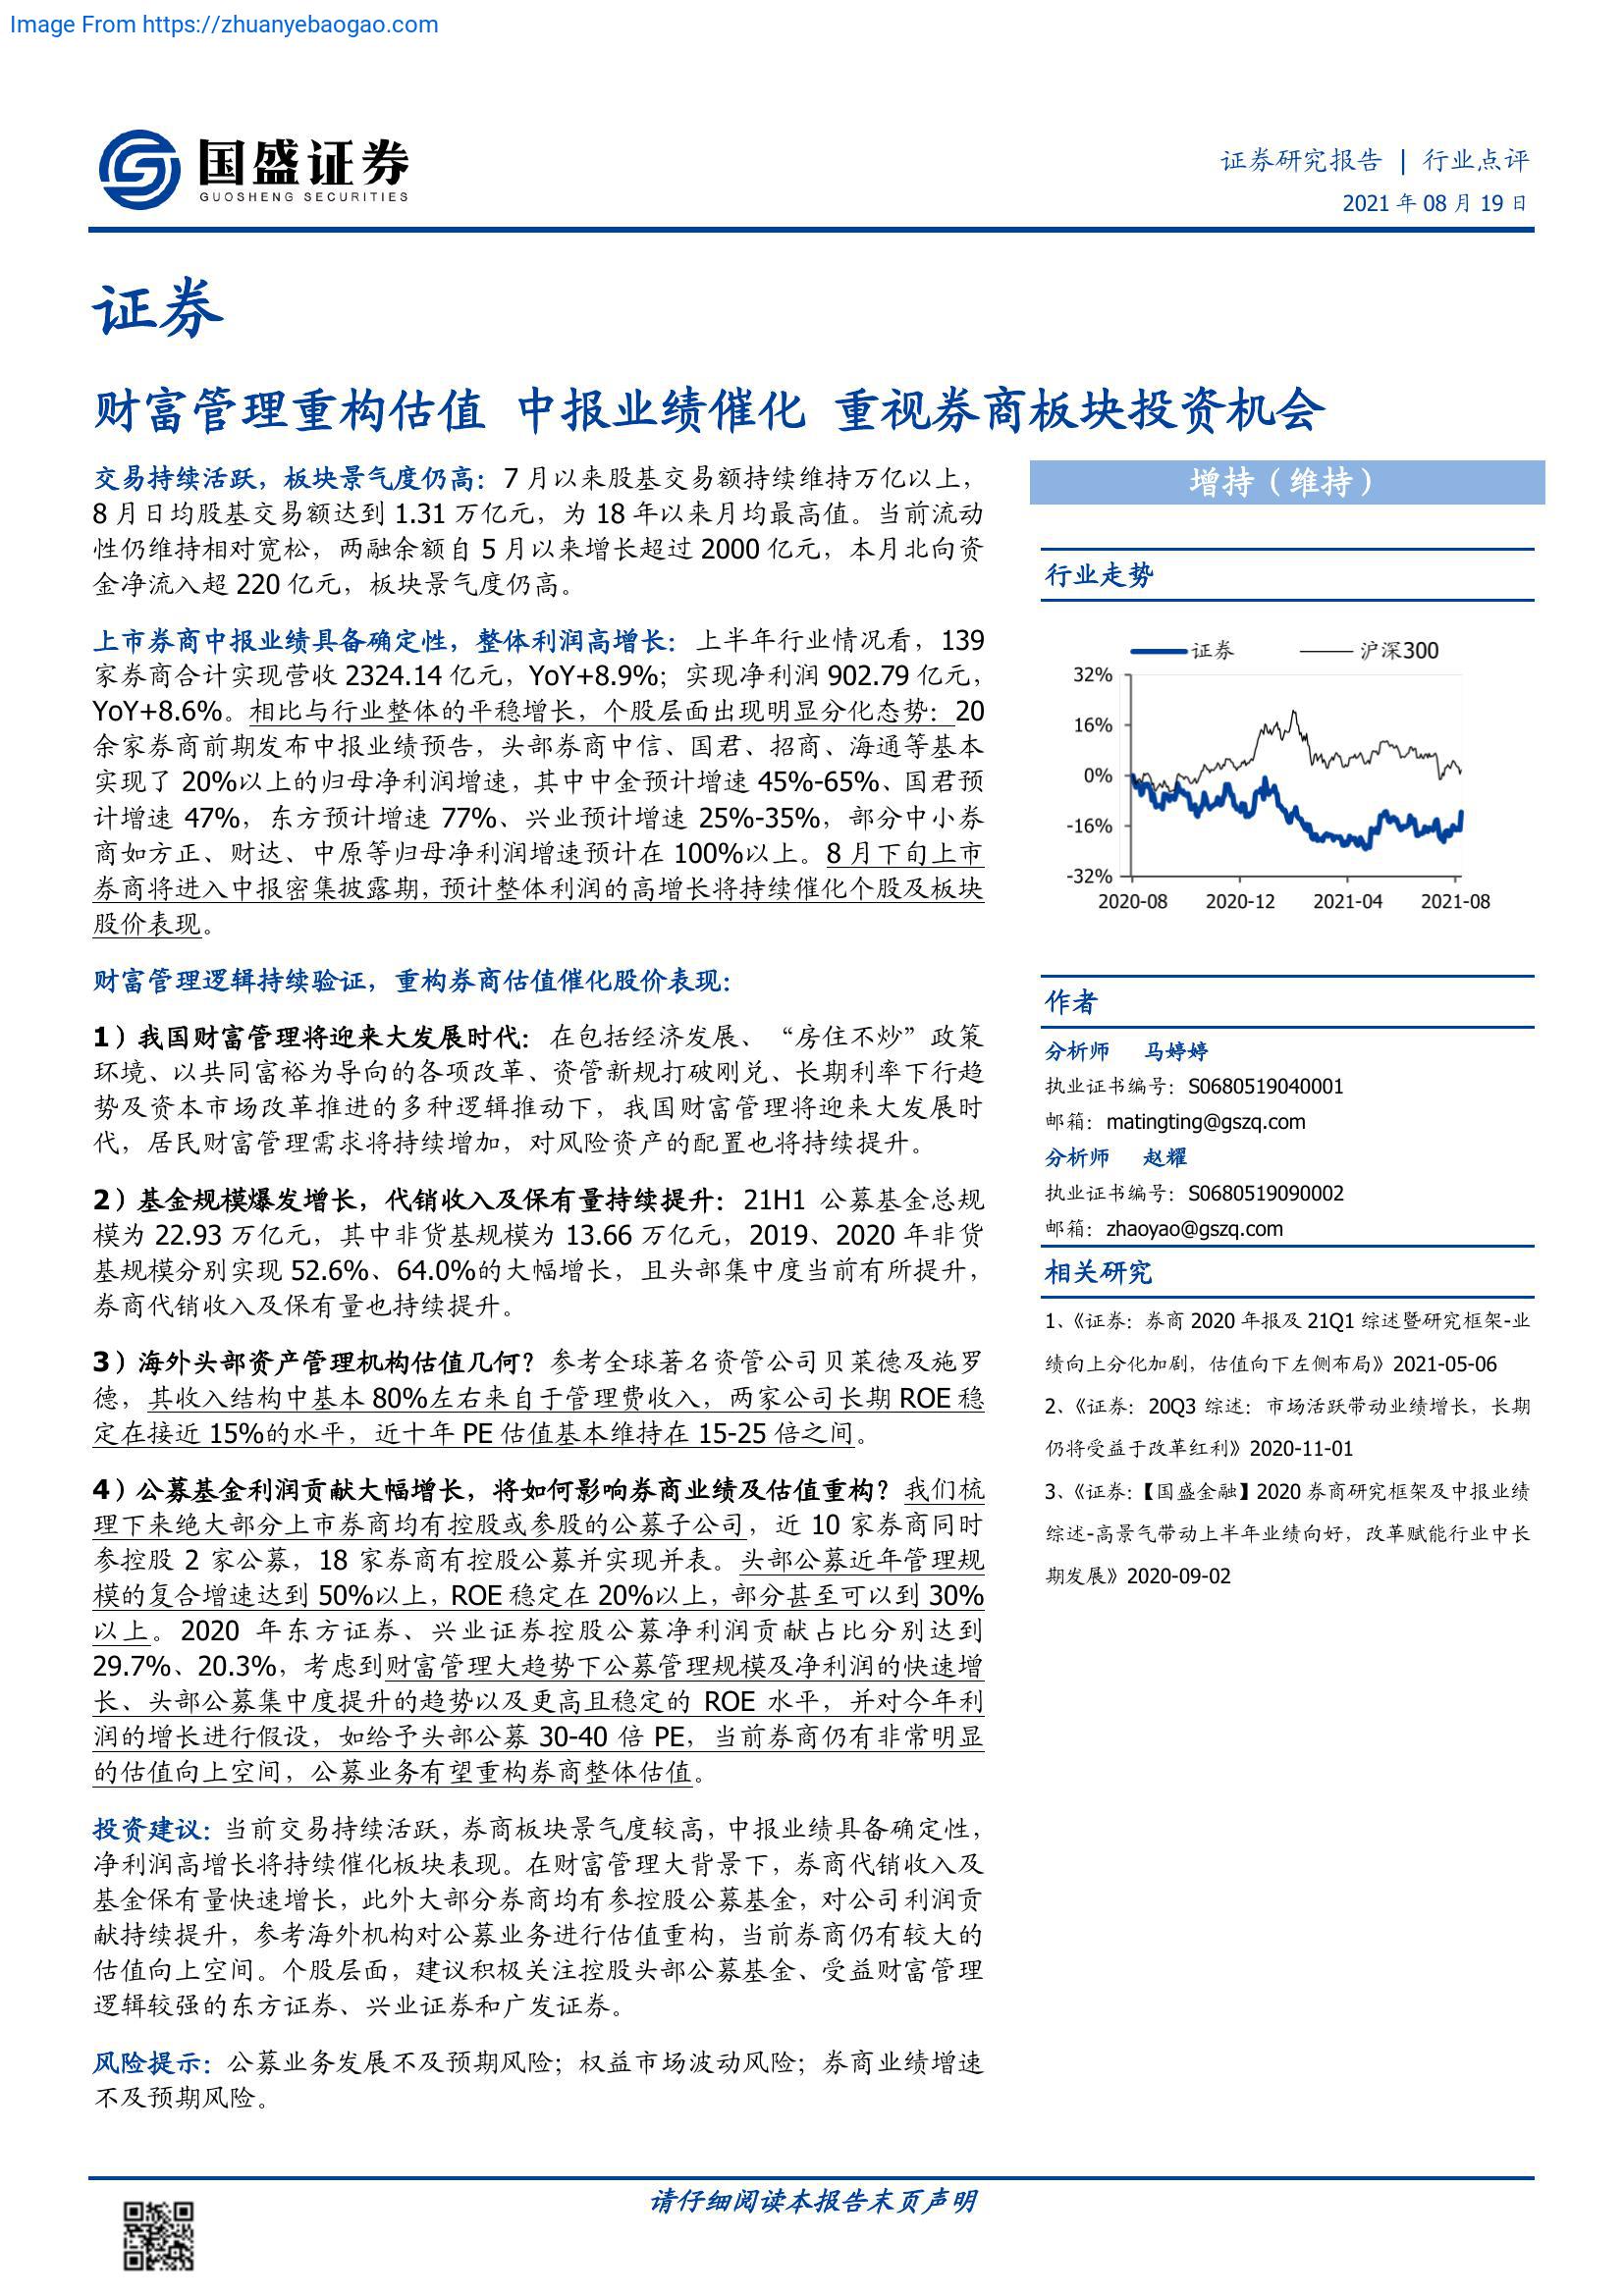 Image From https://zhuanyebaogao.com
国盛证券
GUOSHENG SECURITIES
证券研究报告 | 行业点评
2021 年 08 月 19 日
证券
财富管理重构估值 中报业绩催化 重视券商板块投资机会
交易持续活跃，板块景气度仍高：7 月以来股基交易额持续维持万亿以上，
8 月日均股基交易额达到 1.31 万亿元，为 18 年以来月均最高值。当前流动
性仍维持相对宽松，两融余额自 5 月以来增长超过 2000 亿元，本月北向资
金净流入超 220 亿元，板块景气度仍高。
上市券商中报业绩具备确定性，整体利润高增长：上半年行业情况看，139
家券商合计实现营收 2324.14 亿元，YoY+8.9%；实现净利润 902.79 亿元，
YoY+8.6%。相比与行业整体的平稳增长，个股层面出现明显分化态势：20
余家券商前期发布中报业绩预告，头部券商中信、国君、招商、海通等基本
实现了 20%以上的归母净利润增速，其中中金预计增速 45%-65%、国君预
计增速 47%，东方预计增速 77%、兴业预计增速 25%-35%，部分中小券
商如方正、财达、中原等归母净利润增速预计在 100%以上。8 月下旬上市
券商将进入中报密集披露期，预计整体利润的高增长将持续催化个股及板块
股价表现。
财富管理逻辑持续验证，重构券商估值催化股价表现：
1）我国财富管理将迎来大发展时代：在包括经济发展、“房住不炒”政策
环境、以共同富裕为导向的各项改革、资管新规打破刚兑、长期利率下行趋
势及资本市场改革推进的多种逻辑推动下，我国财富管理将迎来大发展时
代，居民财富管理需求将持续增加，对风险资产的配置也将持续提升。
2）基金规模爆发增长，代销收入及保有量持续提升：21H1 公募基金总规
模为 22.93 万亿元，其中非货基规模为 13.66 万亿元，2019、2020 年非货
基规模分别实现 52.6%、64.0%的大幅增长，且头部集中度当前有所提升，
券商代销收入及保有量也持续提升。
3）海外头部资产管理机构估值几何？参考全球著名资管公司贝莱德及施罗
德，其收入结构中基本 80%左右来自于管理费收入，两家公司长期 ROE 稳
定在接近 15%的水平，近十年 PE 估值基本维持在 15-25 倍之间。
4）公募基金利润贡献大幅增长，将如何影响券商业绩及估值重构？我们梳
理下来绝大部分上市券商均有控股或参股的公募子公司，近 10 家券商同时
参控股 2 家公募，18 家券商有控股公募并实现并表。头部公募近年管理规
模的复合增速达到 50%以上，ROE 稳定在 20%以上，部分甚至可以到 30%
以上。2020 年东方证券、兴业证券控股公募净利润贡献占比分别达到
29.7%、20.3%，考虑到财富管理大趋势下公募管理规模及净利润的快速增
长、头部公募集中度提升的趋势以及更高且稳定的 ROE 水平，并对今年利
润的增长进行假设，如给予头部公募 30-40 倍 PE，当前券商仍有非常明显
的估值向上空间，公募业务有望重构券商整体估值。
投资建议：当前交易持续活跃，券商板块景气度较高，中报业绩具备确定性，
净利润高增长将持续催化板块表现。在财富管理大背景下，券商代销收入及
基金保有量快速增长，此外大部分券商均有参控股公募基金，对公司利润贡
献持续提升，参考海外机构对公募业务进行估值重构，当前券商仍有较大的
估值向上空间。个股层面，建议积极关注控股头部公募基金、受益财富管理
逻辑较强的东方证券、兴业证券和广发证券。
风险提示：公募业务发展不及预期风险；权益市场波动风险；券商业绩增速
不及预期风险。
增持（维持）
行业走势
证券 沪深300
32%
16%
0%
-16%
-32%
2020-08 2020-12 2021-04 2021-08
作者
分析师 马婷婷
执业证书编号：S0680519040001
邮箱：matingting@gszq.com
分析师 赵耀
执业证书编号：S0680519090002
邮箱：zhaoyao@gszq.com
相关研究
1、《证券：券商 2020 年报及 21Q1 综述暨研究框架-业
绩向上分化加剧，估值向下左侧布局》2021-05-06
2、《证券：20Q3 综述：市场活跃带动业绩增长，长期
仍将受益于改革红利》2020-11-01
3、《证券：【国盛金融】2020 券商研究框架及中报业绩
综述-高景气带动上半年业绩向好，改革赋能行业中长
期发展》2020-09-02
请仔细阅读本报告末页声明